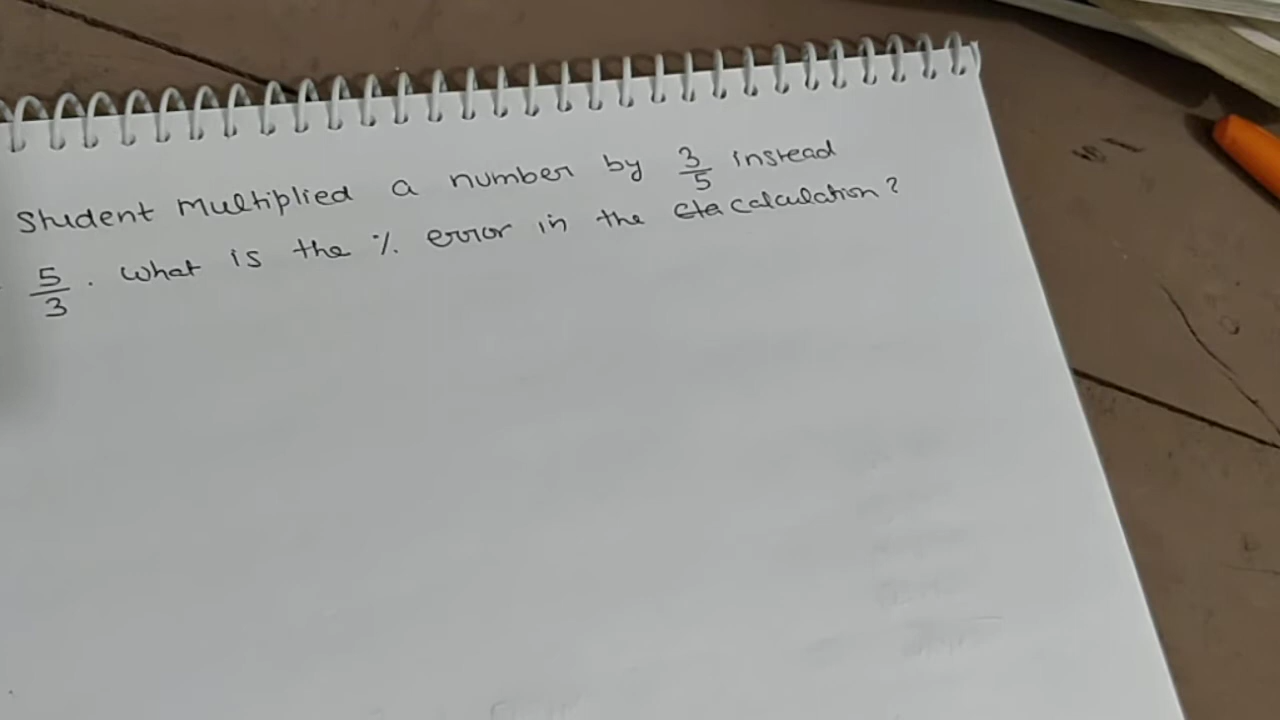 Student Multiplied a number by 3/5 instead
5/3. What is the % error in the calculation?